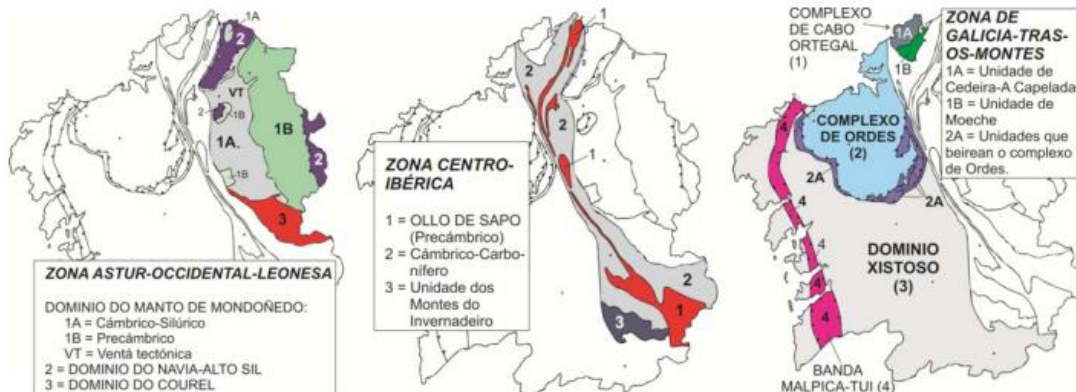 1A
2
VT
2
1B
1A.
1B
1B
2
3
ZONA ASTUR-OCCIDENTAL-LEONESA
DOMINIO DO MANTO DE MONDOÑEDO:
1A = Cámbrico-Silúrico
1B = Precámbrico
VT = Ventá tectónica
2 = DOMINIO DO NAVIA-ALTO SIL
3 = DOMINIO DO COUREL
1
2
2
1
2
1
3
ZONA CENTRO-
IBÉRICA
1 = OLLO DE SAPO
(Precámbrico)
2 = Cámbrico-Carbo-
nífero
3 = Unidade dos
Montes do
Invernadeiro
COMPLEXO
DE CABO
ORTEGAL
(1)
1A
1B
4
COMPLEXO
DE ORDES
(2)
2A
2A
4
DOMINIO
XISTOSO
(3)
4
4
4
BANDA
MALPICA-TUI (4)
ZONA DE
GALICIA-TRAS-
OS-MONTES
1A = Unidade de
Cedeira-A Capelada
1B = Unidade de
Moeche
2A = Unidades que
beirean o complexo
de Ordes.